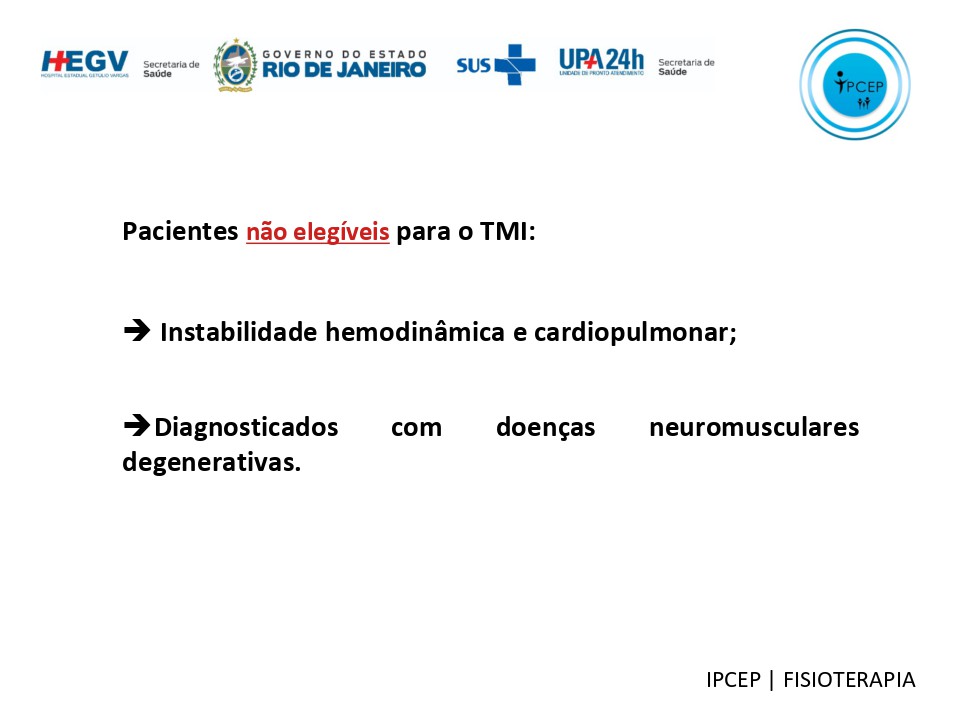 HEGV
HOSPITAL ESTADUAL GETÚLIO VARGAS
Secretaria de
Saúde
GOVERNO DO ESTADO
RIO DE JANEIRO
SUS
UPA 24h
UNIDADE DE PRONTO ATENDIMENTO
Secretaria de
Saúde
IPCEP
Pacientes não elegíveis para o TMI:
➔ Instabilidade hemodinâmica e cardiopulmonar;
➔Diagnosticados com doenças neuromusculares
degenerativas.
IPCEP | FISIOTERAPIA